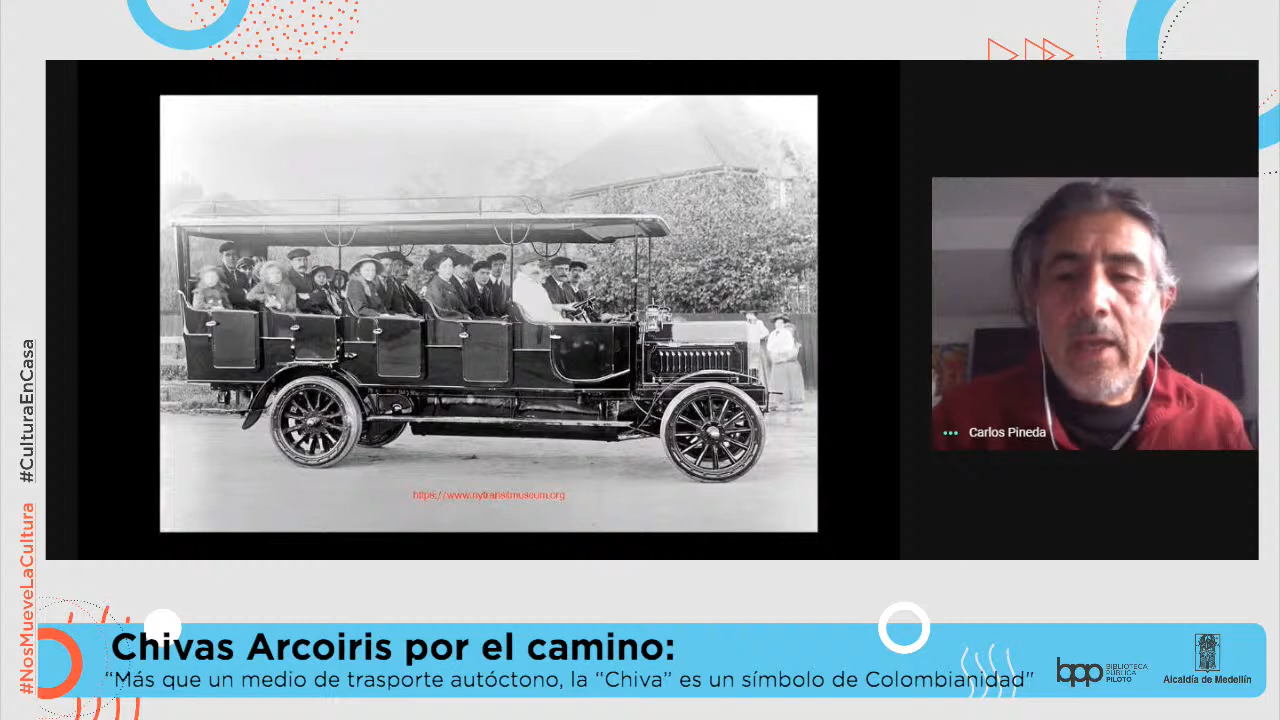 https://www.nytransitmuseum.org
Carlos Pineda
#NosMueveLaCultura #CulturaEnCasa
Chivas Arcoiris por el camino:
“Más que un medio de trasporte autóctono, la “Chiva” es un símbolo de Colombianidad"
bpp BIBLIOTECA
PÚBLICA
PILOTO
Alcaldía de Medellín